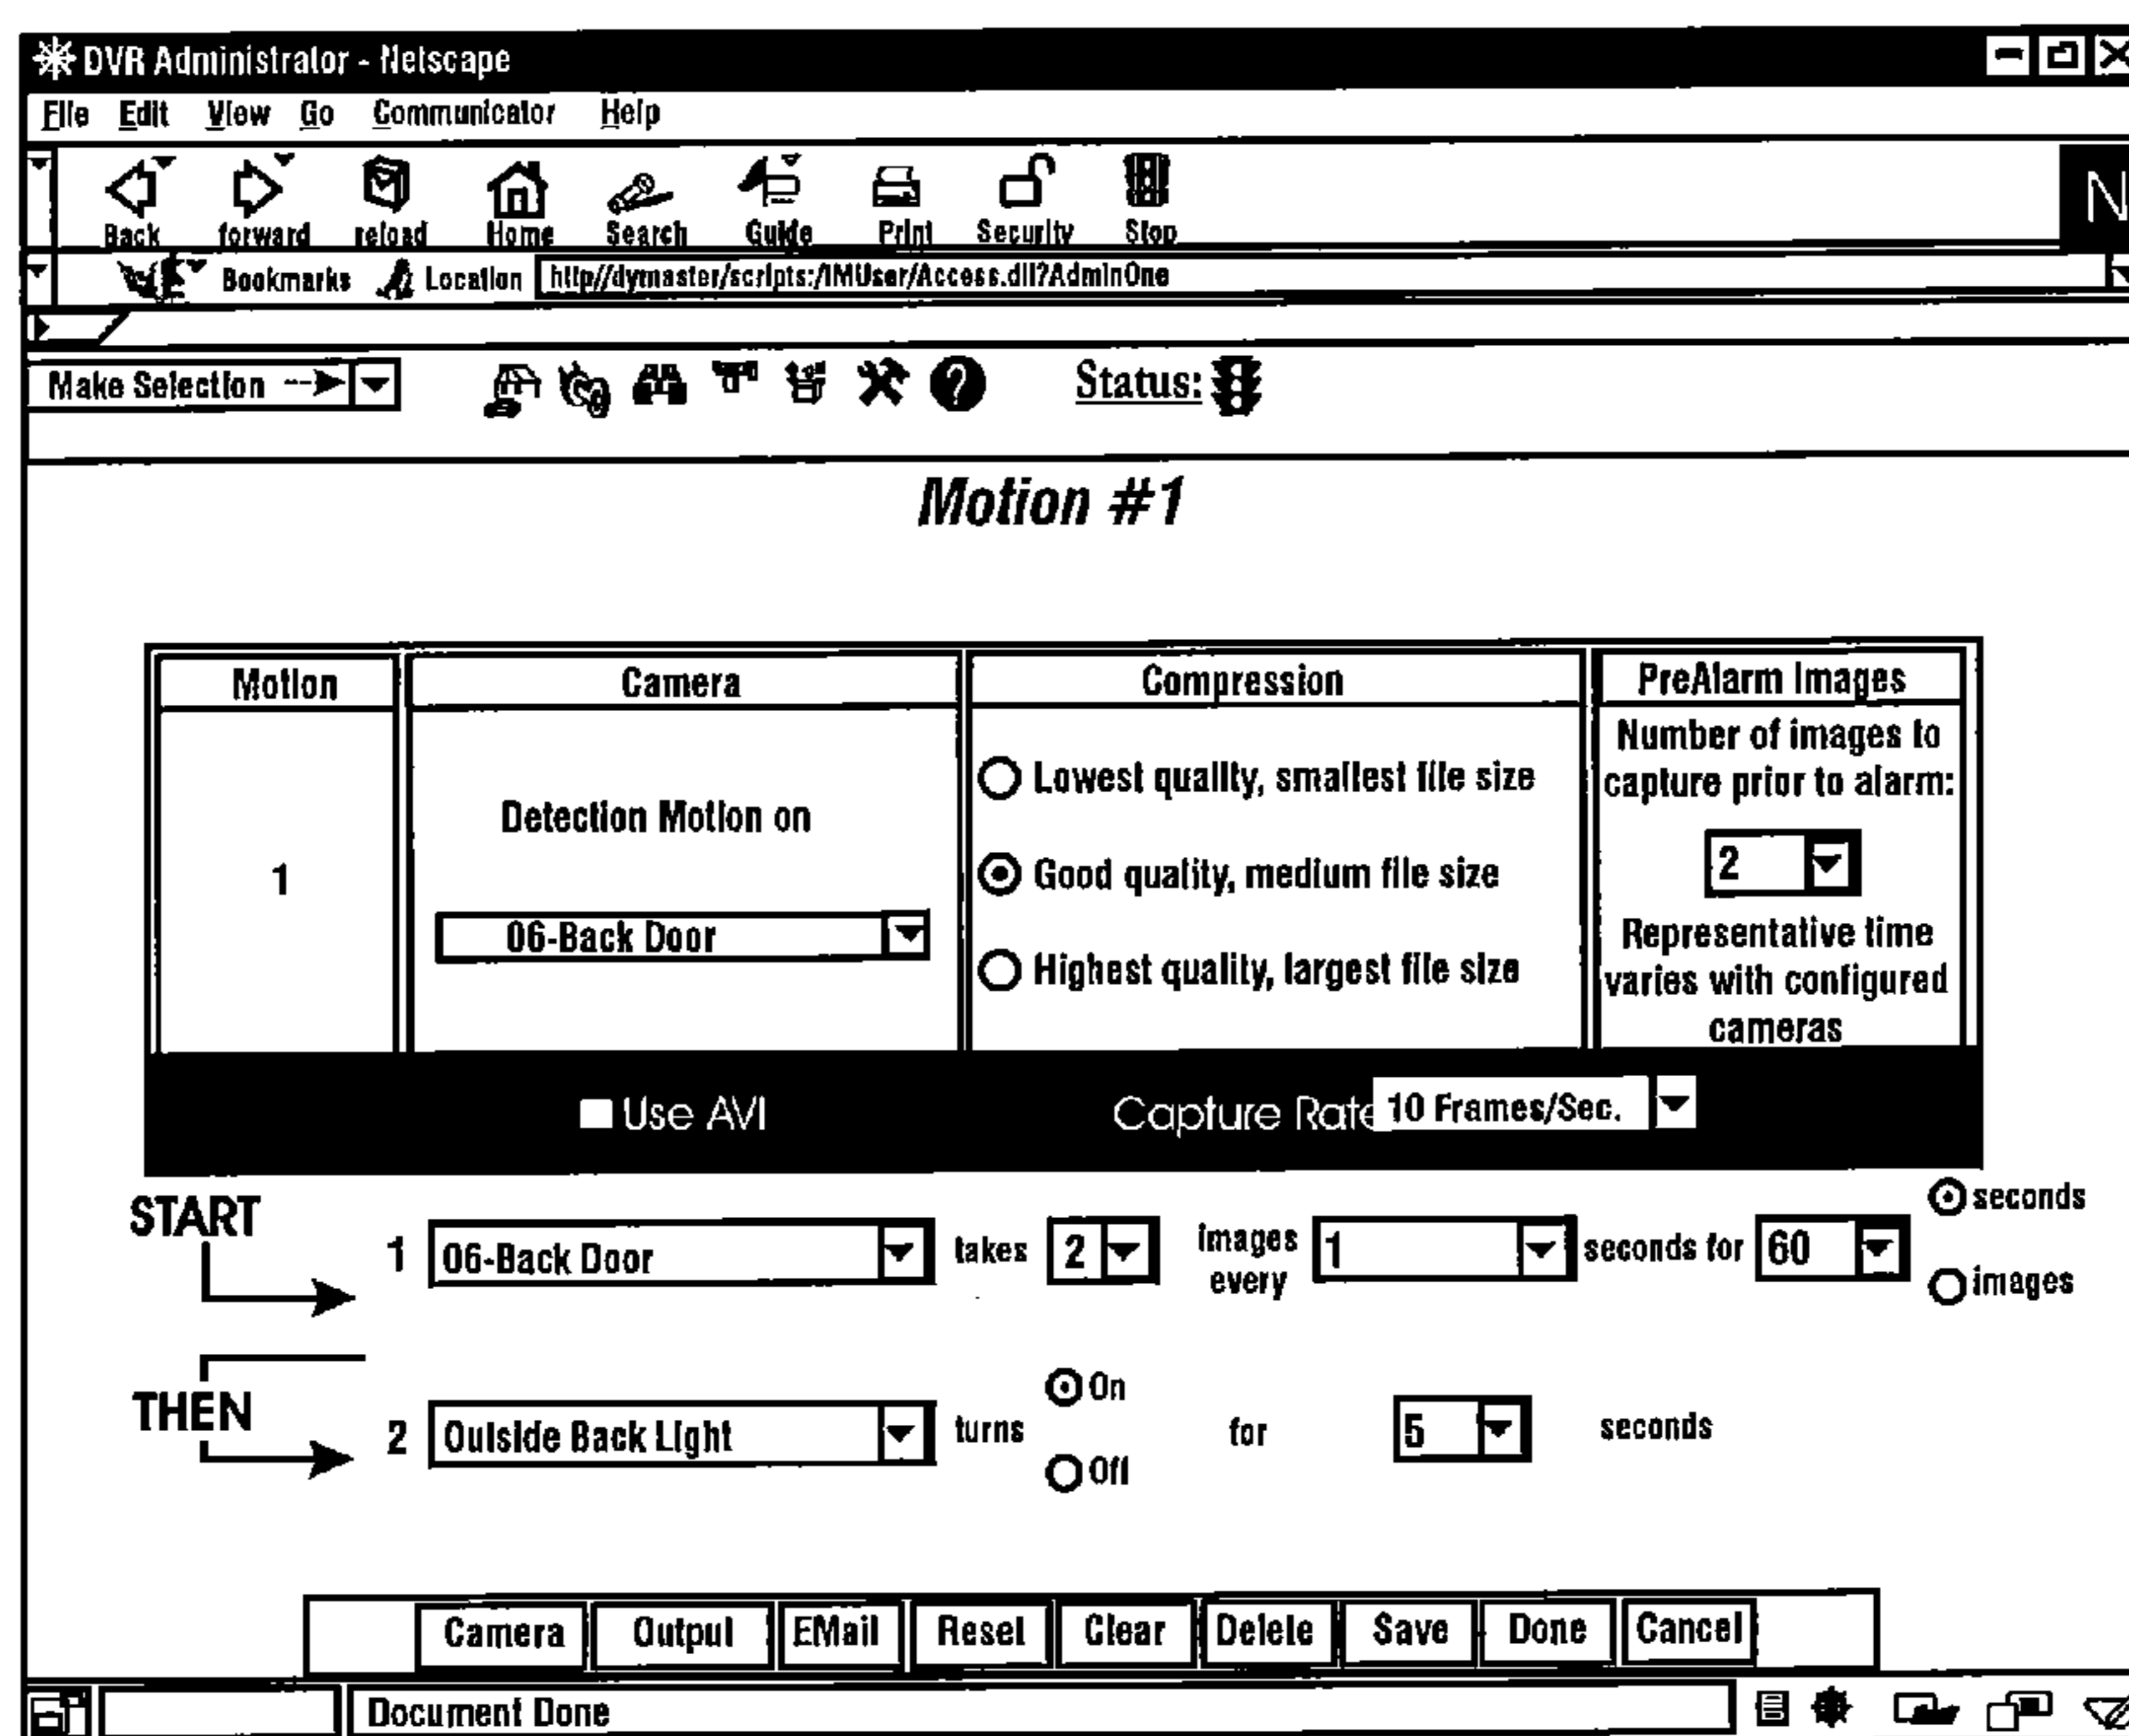 DVR Administrator - Netscape
File Edit View Go Communicator Help
Back forward reload Home Search Guide Print Security Stop
N
Bookmarks Location http//dymaster/scripts:/IMUser/Access.dll?AdminOne
Make Selection --> Status:
Motion #1
Motion Camera Compression PreAlarm Images
Number of images to
capture prior to alarm:
Lowest quality, smallest file size
Detection Motion on
1
Good quality, medium file size
2
06-Back Door
Highest quality, largest file size
Representative time
varies with configured
cameras
Use AVI Capture Rate 10 Frames/Sec.
START
1 06-Back Door takes 2 images every 1 seconds for 60 seconds
images
THEN
2 Outside Back Light turns On for 5 seconds
Off
Camera Output EMail Reset Clear Delete Save Done Cancel
Document Done